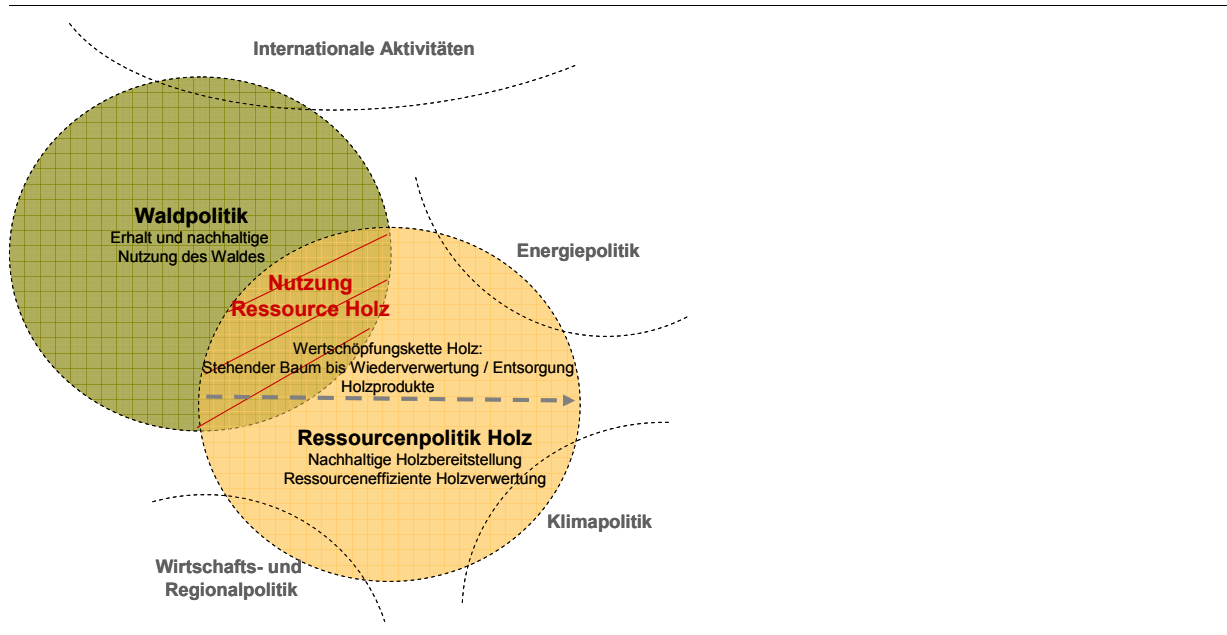 Internationale Aktivitäten
Waldpolitik
Erhalt und nachhaltige
Nutzung des Waldes
Energiepolitik
Nutzung
Ressource Holz
Wertschöpfungskette Holz:
Stehender Baum bis Wiederverwertung / Entsorgung
Holzprodukte
Ressourcenpolitik Holz
Nachhaltige Holzbereitstellung
Ressourceneffiziente Holzverwertung
Klimapolitik
Wirtschafts- und
Regionalpolitik